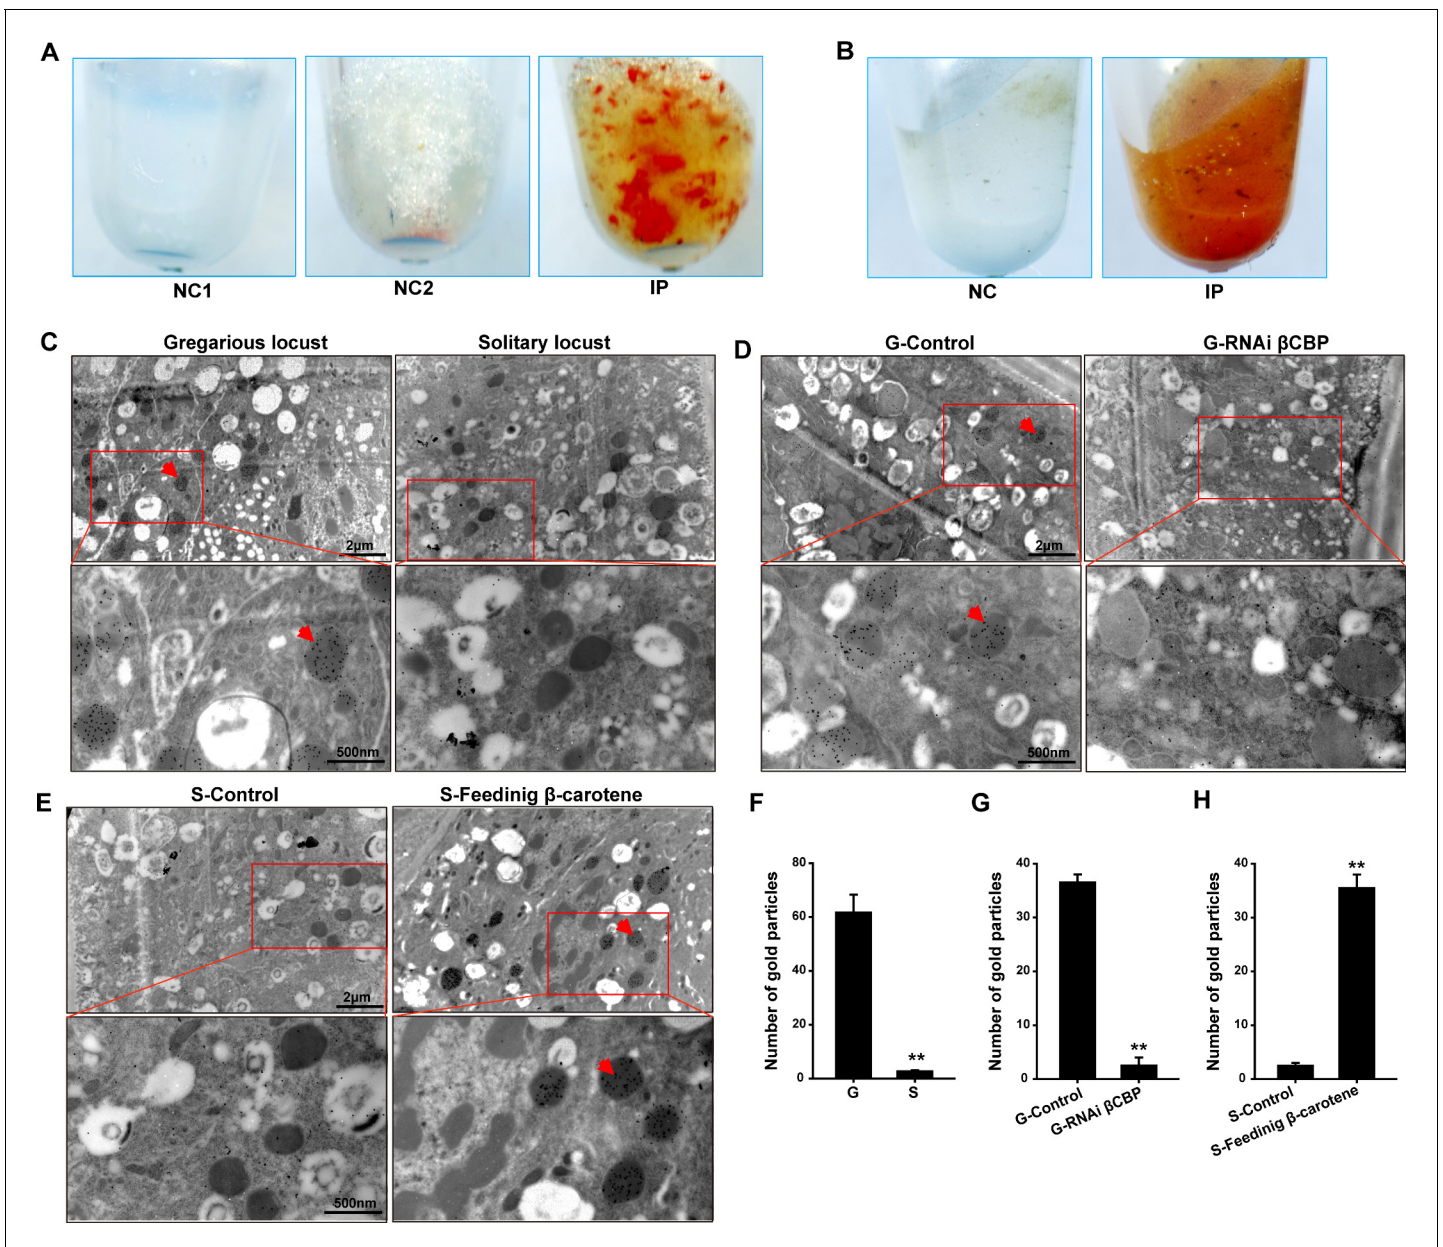 A
B
NC1
NC2
IP
NC
IP
C
Gregarious locust
Solitary locust
2μm
500nm
D
G-Control
G-RNAi βCBP
2μm
500nm
E
S-Control
S-Feedinig β-carotene
2μm
500nm
F
Number of gold particles
80
60
40
20
0
**
G
S
G
Number of gold particles
40
30
20
10
0
**
G-Control
G-RNAi βCBP
H
Number of gold particles
40
30
20
10
0
**
S-Control
S-Feedinig β-carotene